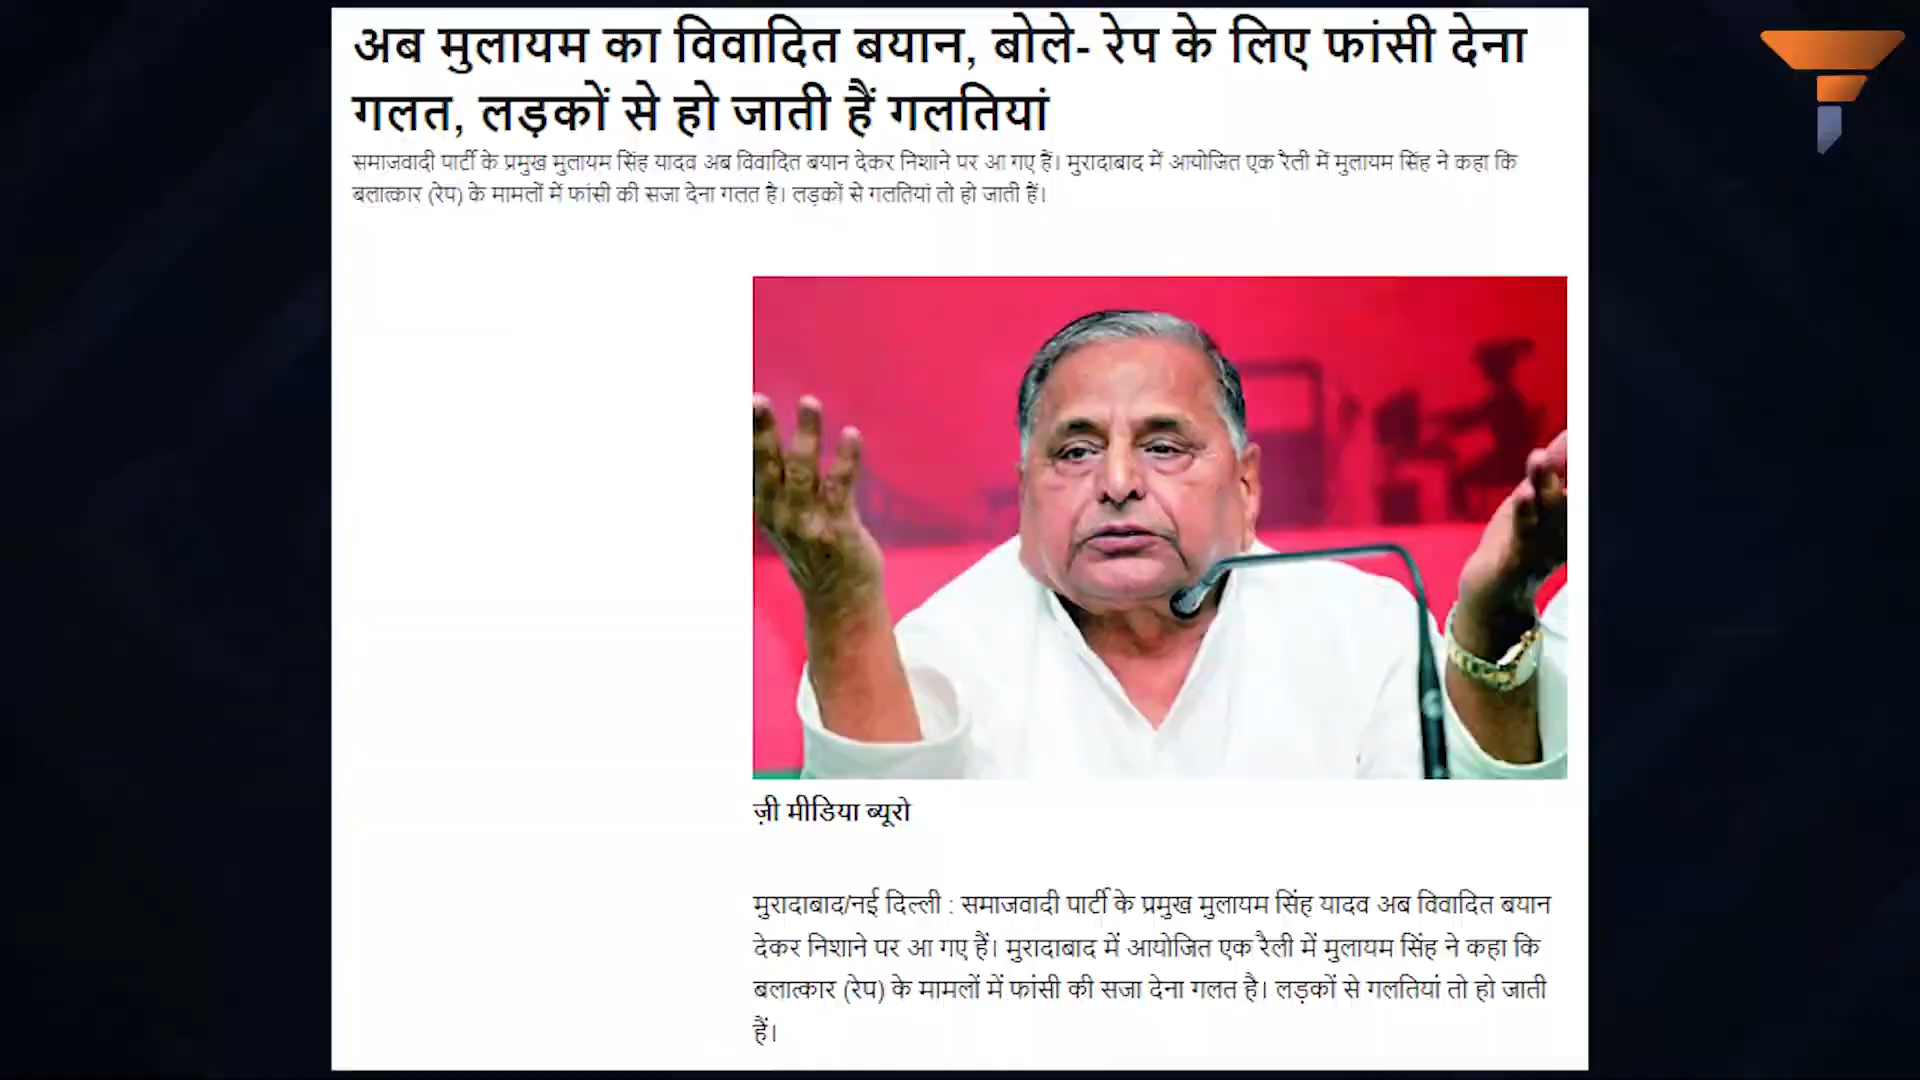 अब मुलायम का विवादित बयान, बोले- रेप के लिए फांसी देना
गलत, लड़कों से हो जाती हैं गलतियां
समाजवादी पार्टी के प्रमुख मुलायम सिंह यादव अब विवादित बयान देकर निशाने पर आ गए हैं। मुरादाबाद में आयोजित एक रैली में मुलायम सिंह ने कहा कि
बलात्कार (रेप) के मामलों में फांसी की सजा देना गलत है। लड़कों से गलतियां तो हो जाती हैं।
ज़ी मीडिया ब्यूरो
मुरादाबाद/नई दिल्ली : समाजवादी पार्टी के प्रमुख मुलायम सिंह यादव अब विवादित बयान
देकर निशाने पर आ गए हैं। मुरादाबाद में आयोजित एक रैली में मुलायम सिंह ने कहा कि
बलात्कार (रेप) के मामलों में फांसी की सजा देना गलत है। लड़कों से गलतियां तो हो जाती
हैं।